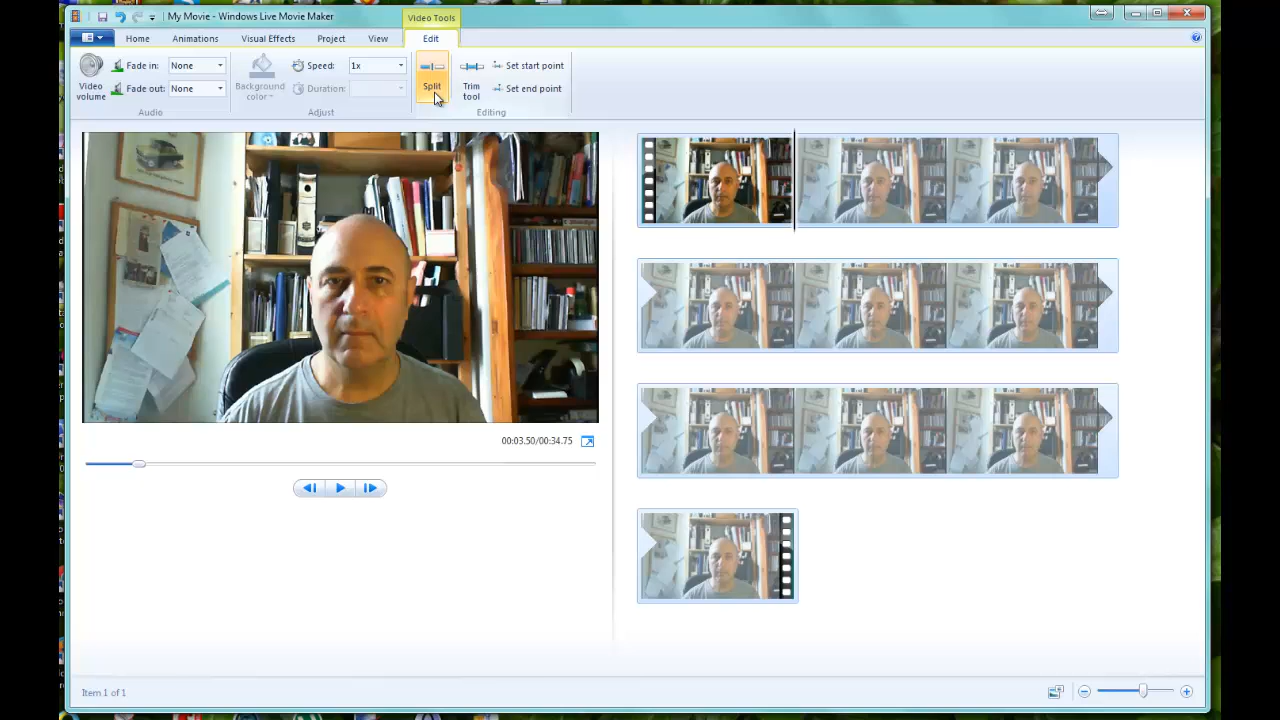 My Movie - Windows Live Movie Maker
Video Tools
Home
Animations
Visual Effects
Project
View
Edit
Video volume
Fade in:
None
Fade out:
None
Audio
Background color
Speed:
1x
Duration:
Adjust
Split
Trim tool
Set start point
Set end point
Editing
00:03.50/00:34.75
Item 1 of 1